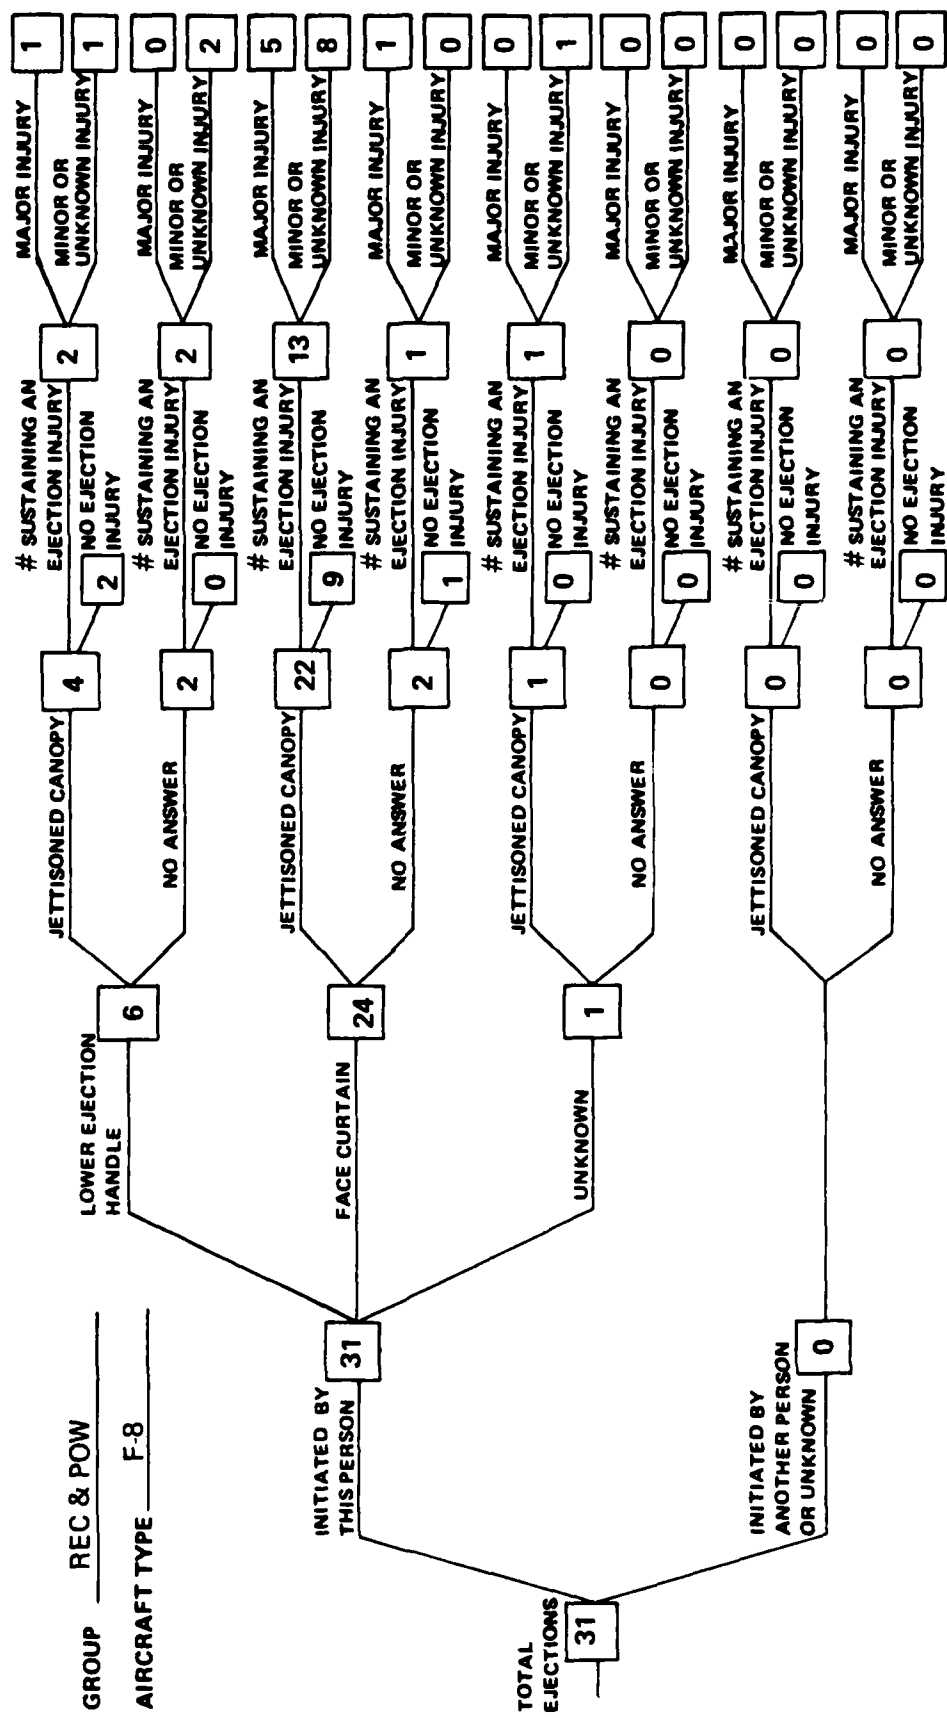 GROUP REC & POW
AIRCRAFT TYPE F-8
TOTAL
EJECTIONS
31
INITIATED BY
THIS PERSON
31
INITIATED BY
ANOTHER PERSON
OR UNKNOWN
0
LOWER EJECTION
HANDLE
6
FACE CURTAIN
24
UNKNOWN
1
JETTISONED CANOPY
4
# SUSTAINING AN
EJECTION INJURY
2
NO EJECTION
INJURY
2
MAJOR INJURY
1
MINOR OR
UNKNOWN INJURY
1
NO ANSWER
2
# SUSTAINING AN
EJECTION INJURY
2
NO EJECTION
INJURY
0
MAJOR INJURY
0
MINOR OR
UNKNOWN INJURY
2
JETTISONED CANOPY
22
# SUSTAINING AN
EJECTION INJURY
13
NO EJECTION
INJURY
9
MAJOR INJURY
5
MINOR OR
UNKNOWN INJURY
8
NO ANSWER
2
# SUSTAINING AN
EJECTION INJURY
1
NO EJECTION
INJURY
1
MAJOR INJURY
1
MINOR OR
UNKNOWN INJURY
0
JETTISONED CANOPY
1
# SUSTAINING AN
EJECTION INJURY
1
NO EJECTION
INJURY
0
MAJOR INJURY
0
MINOR OR
UNKNOWN INJURY
1
NO ANSWER
0
# SUSTAINING AN
EJECTION INJURY
0
NO EJECTION
INJURY
0
MAJOR INJURY
0
MINOR OR
UNKNOWN INJURY
0
JETTISONED CANOPY
0
# SUSTAINING AN
EJECTION INJURY
0
NO EJECTION
INJURY
0
MAJOR INJURY
0
MINOR OR
UNKNOWN INJURY
0
NO ANSWER
0
# SUSTAINING AN
EJECTION INJURY
0
NO EJECTION
INJURY
0
MAJOR INJURY
0
MINOR OR
UNKNOWN INJURY
0